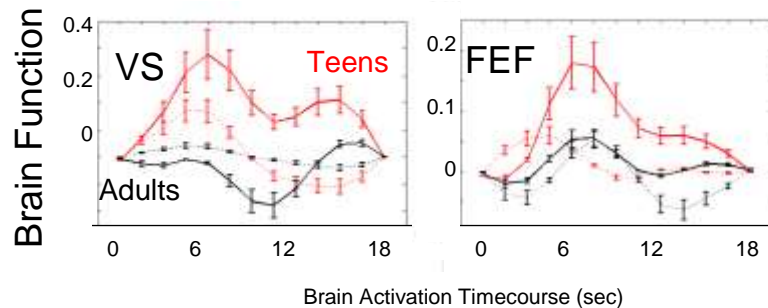 0.4
0.2
0
VS
Teens
Adults
Brain Function
0 6 12 18
0.2
0.1
0
FEF
0 6 12 18
Brain Activation Timecourse (sec)